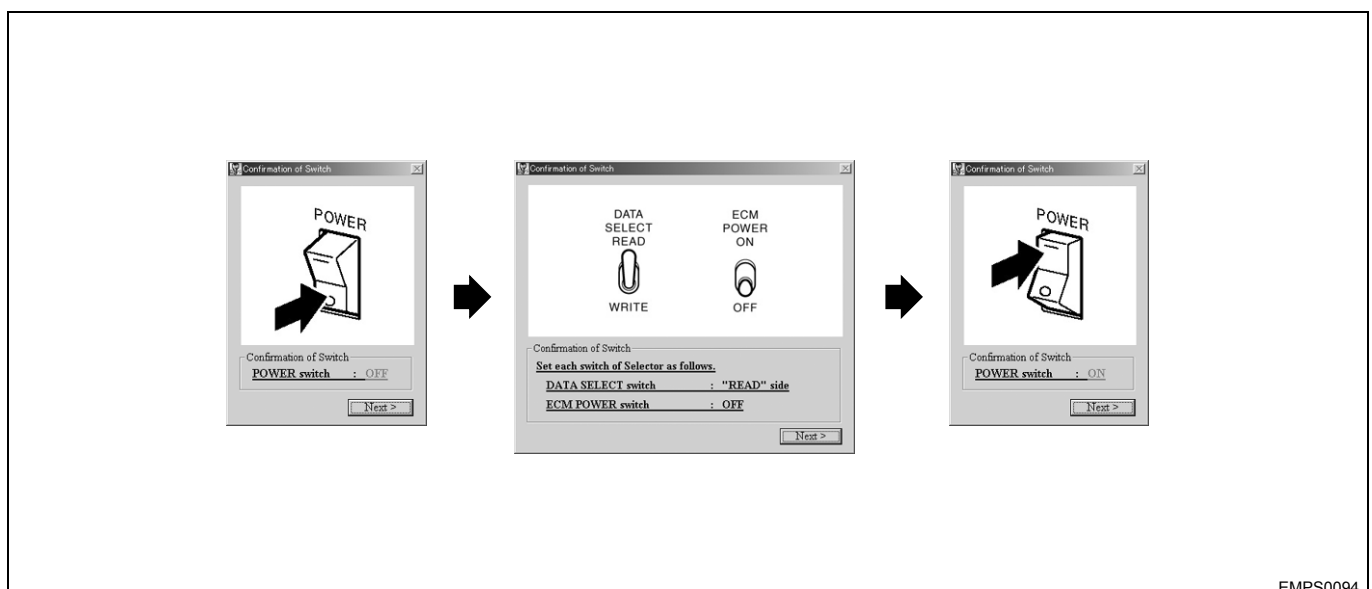 Confirmation of Switch
POWER
Confirmation of Switch
POWER switch : OFF
Next >
Confirmation of Switch
DATA
SELECT
READ
WRITE
ECM
POWER
ON
OFF
Confirmation of Switch
Set each switch of Selector as follows.
DATA SELECT switch : "READ" side
ECM POWER switch : OFF
Next >
Confirmation of Switch
POWER
Confirmation of Switch
POWER switch : ON
Next >
EMPS0094